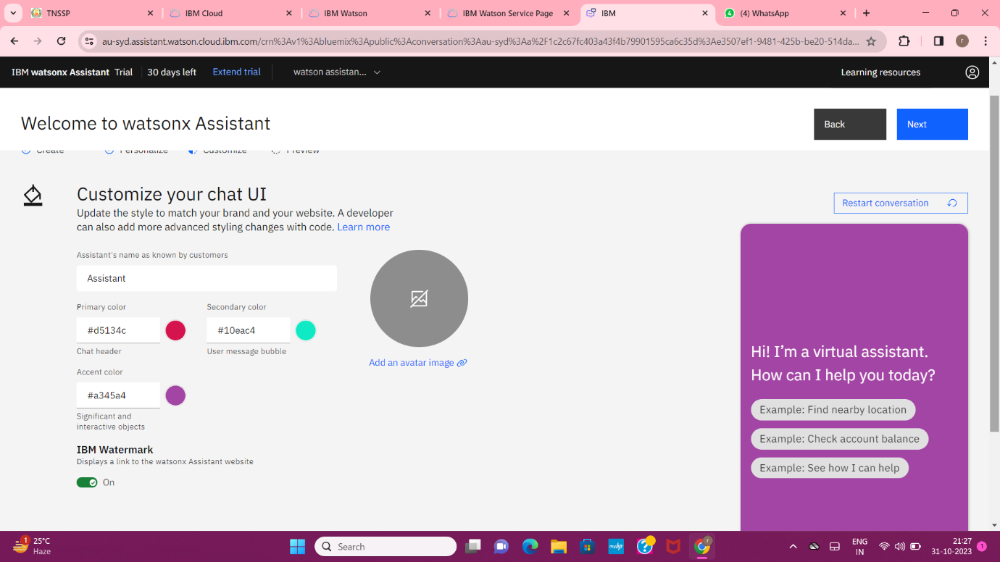 TNSSP
IBM Cloud
IBM Watson
IBM Watson Service Page
IBM
(4) WhatsApp
au-syd.assistant.watson.cloud.ibm.com/crn%3Av1%3Abluemix%3Apublic%3Aconversation%3Aau-syd%3Aa%2F1c2c67fc403a43f4b79901595ca6c35d%3Ae3507ef1-9481-425b-be20-514da...
r
IBM watsonx Assistant Trial
30 days left
Extend trial
watson assistan...
Learning resources
Welcome to watsonx Assistant
Back
Next
Create
Personalize
Customize
Preview
Customize your chat UI
Update the style to match your brand and your website. A developer
can also add more advanced styling changes with code. Learn more
Assistant's name as known by customers
Assistant
Primary color
Secondary color
#d5134c
#10eac4
Chat header
User message bubble
Accent color
#a345a4
Significant and
interactive objects
IBM Watermark
Displays a link to the watsonx Assistant website
On
Add an avatar image
Restart conversation
Hi! I'm a virtual assistant.
How can I help you today?
Example: Find nearby location
Example: Check account balance
Example: See how I can help
1
25°C
Haze
Search
myhp
r
ENG
IN
21:27
31-10-2023
1